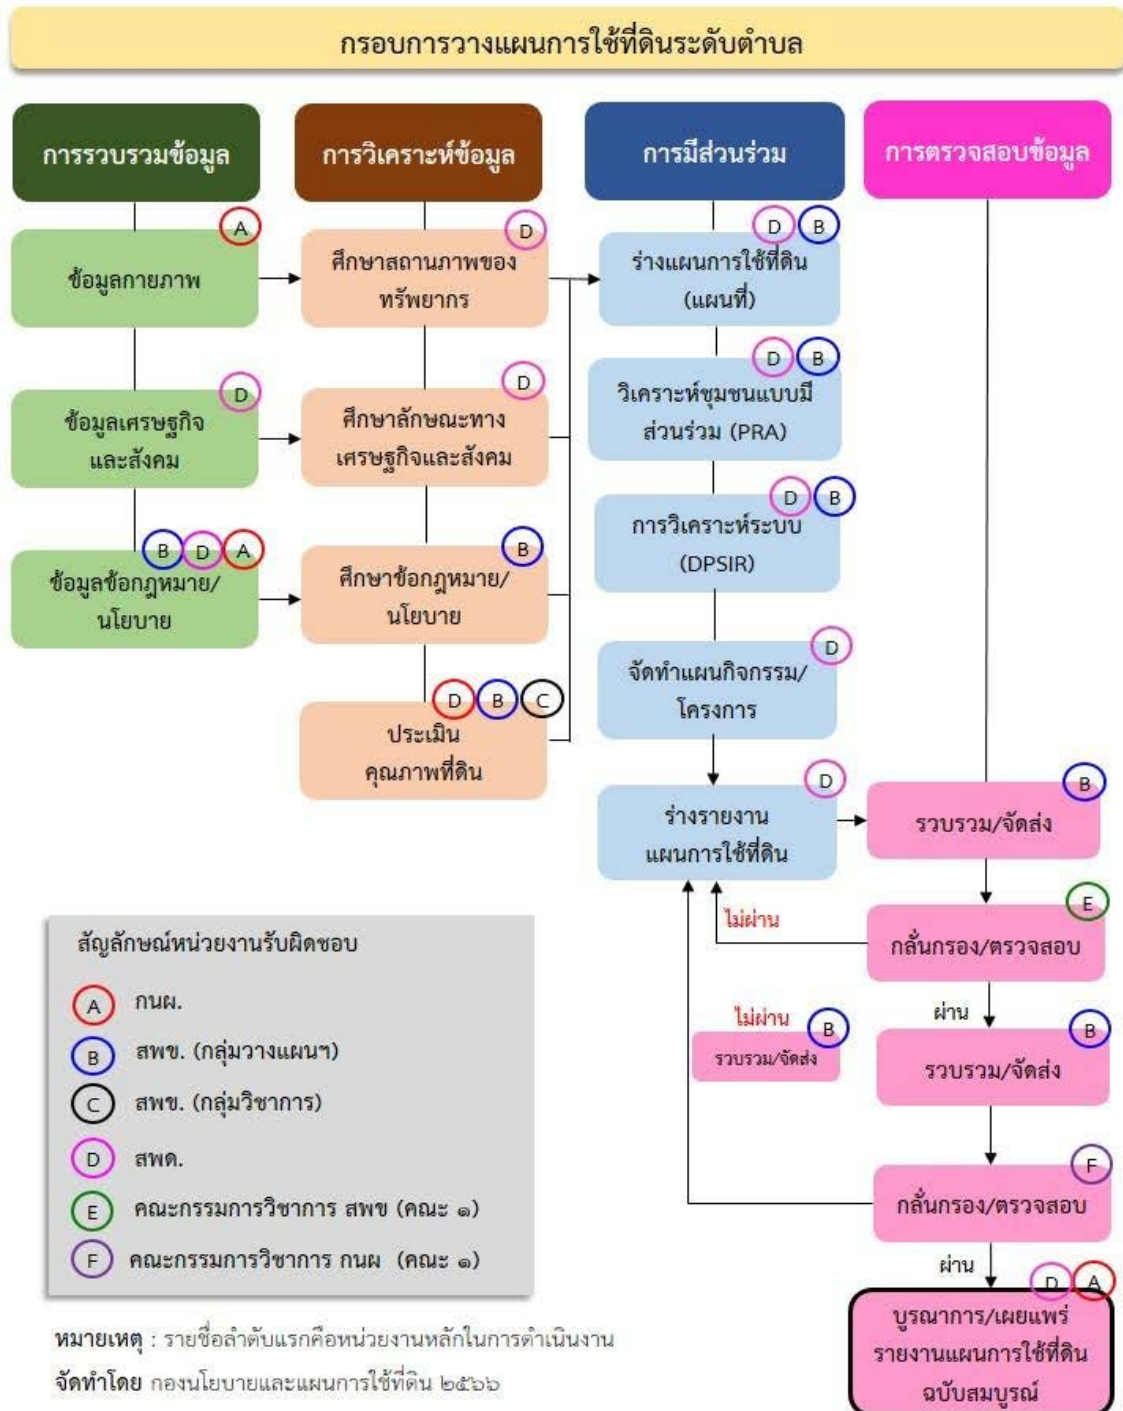 กรอบการวางแผนการใช้ที่ดินระดับตำบล
การรวบรวมข้อมูล
A
ข้อมูลกายภาพ
D
ข้อมูลเศรษฐกิจ
และสังคม
B D A
ข้อมูลข้อกฎหมาย/
นโยบาย
การวิเคราะห์ข้อมูล
D
ศึกษาสถานภาพของ
ทรัพยากร
D
ศึกษาลักษณะทาง
เศรษฐกิจและสังคม
B
ศึกษาข้อกฎหมาย/
นโยบาย
D B C
ประเมิน
คุณภาพที่ดิน
การมีส่วนร่วม
D B
ร่างแผนการใช้ที่ดิน
(แผนที่)
D B
วิเคราะห์ชุมชนแบบมี
ส่วนร่วม (PRA)
D B
การวิเคราะห์ระบบ
(DPSIR)
D
จัดทำแผนกิจกรรม/
โครงการ
D
ร่างรายงาน
แผนการใช้ที่ดิน
การตรวจสอบข้อมูล
B
รวบรวม/จัดส่ง
E
กลั่นกรอง/ตรวจสอบ
ไม่ผ่าน
ผ่าน
B
รวบรวม/จัดส่ง
ไม่ผ่าน
B
รวบรวม/จัดส่ง
F
กลั่นกรอง/ตรวจสอบ
ผ่าน
D A
บูรณาการ/เผยแพร่
รายงานแผนการใช้ที่ดิน
ฉบับสมบูรณ์
สัญลักษณ์หน่วยงานรับผิดชอบ
A กนผ.
B สพข. (กลุ่มวางแผนฯ)
C สพข. (กลุ่มวิชาการ)
D สพด.
E คณะกรรมการวิชาการ สพข (คณะ ๑)
F คณะกรรมการวิชาการ กนผ (คณะ ๑)
หมายเหตุ : รายชื่อลำดับแรกคือหน่วยงานหลักในการดำเนินงาน
จัดทำโดย กองนโยบายและแผนการใช้ที่ดิน ๒๕๖๖